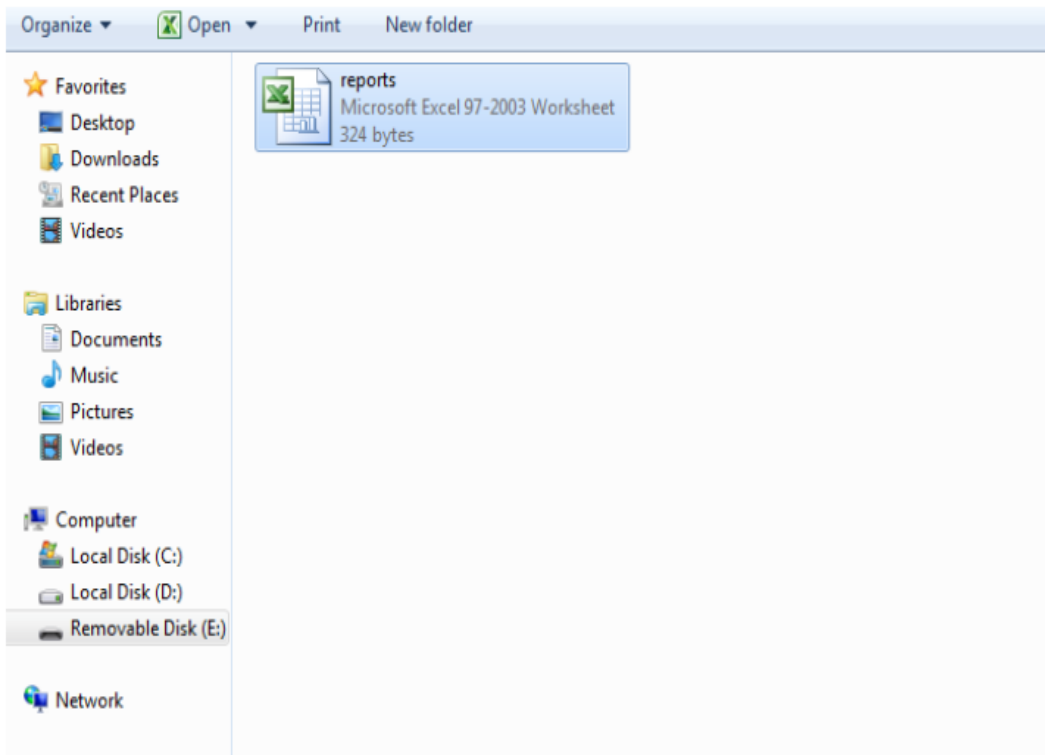 Organize Open Print New folder
Favorites
Desktop
Downloads
Recent Places
Videos
Libraries
Documents
Music
Pictures
Videos
Computer
Local Disk (C:)
Local Disk (D:)
Removable Disk (E:)
Network
reports
Microsoft Excel 97-2003 Worksheet
324 bytes